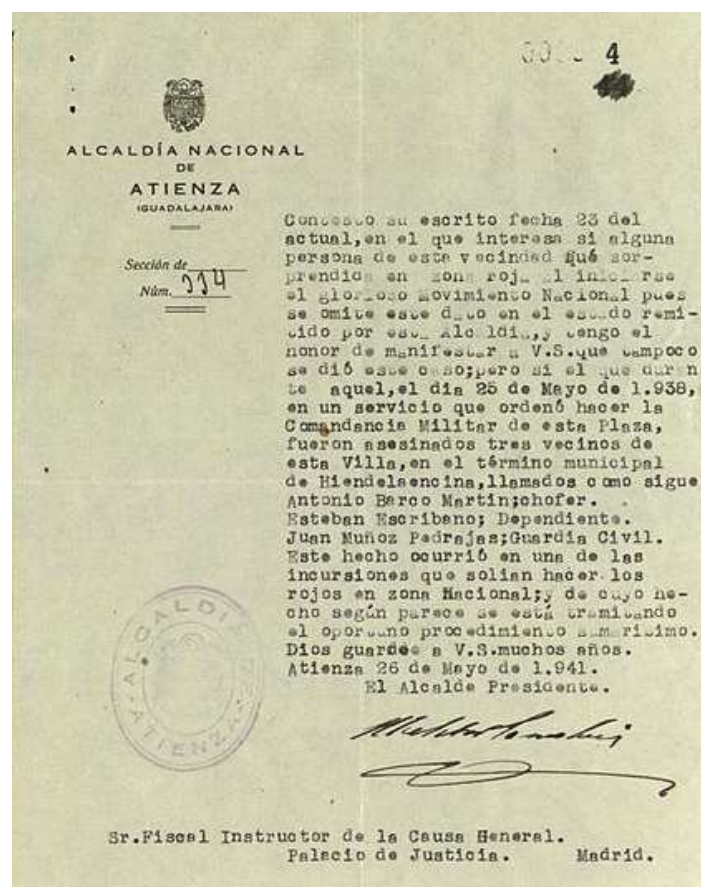 4
ALCALDÍA NACIONAL
DE
ATIENZA
(GUADALAJARA)
Sección de
Núm. 334
Contesto su escrito fecha 23 del
actual,en el que interesa si alguna
persona de esta vecindad fué sor-
prendida en zona roja al iniciarse
el glorioso Movimiento Nacional pues
se omite este dato en el estado remi-
tido por esta Alcaldia,y tengo el
honor de manifestar a V.S.que tampoco
se dió este caso;pero si el que duran
te aquel,el dia 25 de Mayo de 1.938,
en un servicio que ordenó hacer la
Comandancia Militar de esta Plaza,
fueron asesinados tres vecinos de
esta Villa,en el término municipal
de Hiendelaencina,llamados como sigue
Antonio Barco Martin;chofer.
Esteban Escribano; Dependiente.
Juan Muñoz Pedrajas;Guardia Civil.
Este hecho ocurrió en una de las
incursiones que solian hacer los
rojos en zona Nacional;y de cuyo he-
cho según parece se está tramitando
el oportuno procedimiento sumarisimo.
Dios guarde a V.S.muchos años.
Atienza 26 de Mayo de 1.941.
El Alcalde Presidente.
ALCALDIA
ATIENZA
Sr.Fiscal Instructor de la Causa General.
Palacio de Justicia. Madrid.